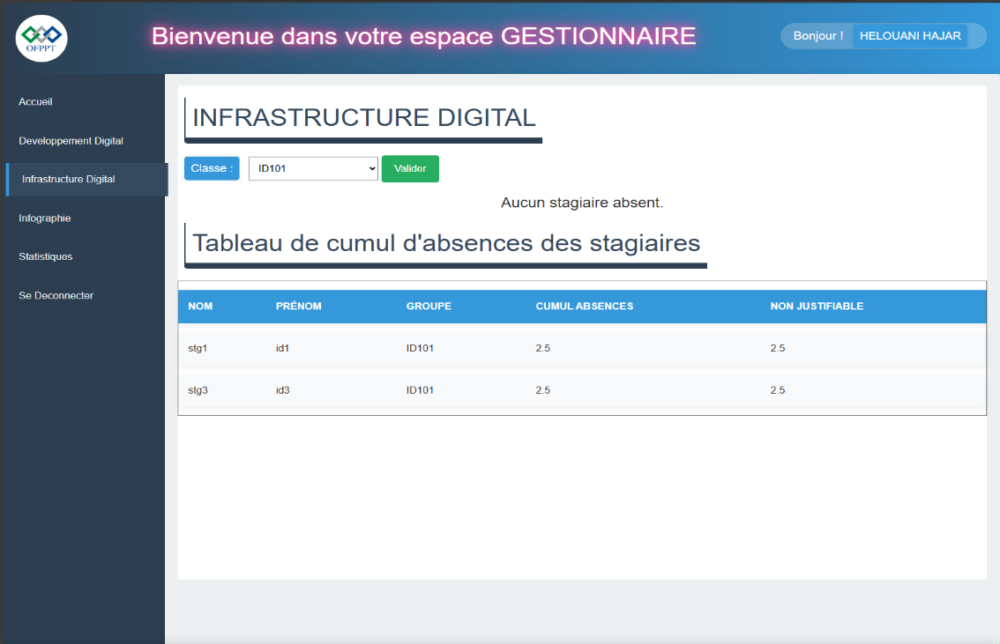 OFPPT
Bienvenue dans votre espace GESTIONNAIRE
Bonjour ! HELOUANI HAJAR
Accueil
Developpement Digital
Infrastructure Digital
Infographie
Statistiques
Se Deconnecter
INFRASTRUCTURE DIGITAL
Classe : ID101 Valider
Aucun stagiaire absent.
Tableau de cumul d'absences des stagiaires
NOM PRÉNOM GROUPE CUMUL ABSENCES NON JUSTIFIABLE
stg1 id1 ID101 2.5 2.5
stg3 id3 ID101 2.5 2.5